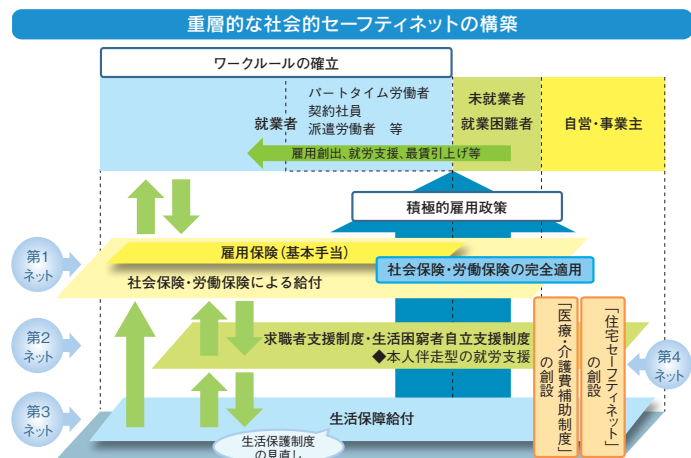 重層的な社会的セーフティネットの構築
ワークルールの確立
就業者
パートタイム労働者
契約社員
派遣労働者 等
未就業者
就業困難者
自営・事業主
雇用創出、就労支援、最賃引上げ等
積極的雇用政策
第1
ネット
雇用保険(基本手当)
社会保険・労働保険の完全適用
社会保険・労働保険による給付
第2
ネット
求職者支援制度・生活困窮者自立支援制度
◆本人伴走型の就労支援
「医療・介護費補助制度」
の創設
「住宅セーフティネット」
の創設
第4
ネット
第3
ネット
生活保障給付
生活保護制度
の見直し